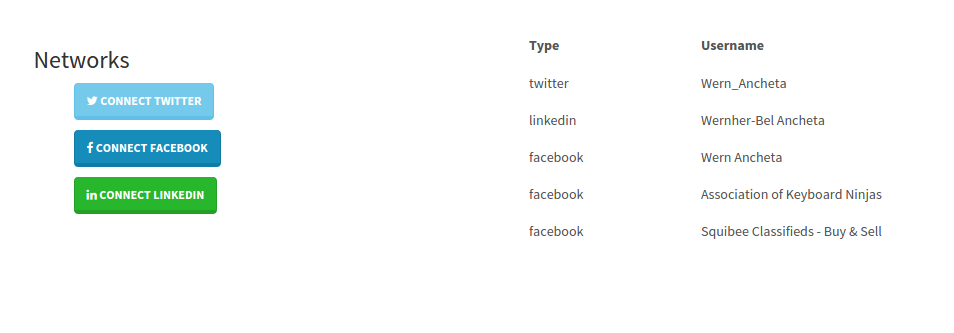 Networks
CONNECT TWITTER
CONNECT FACEBOOK
CONNECT LINKEDIN
Type Username
twitter Wern_Ancheta
linkedin Wernher-Bel Ancheta
facebook Wern Ancheta
facebook Association of Keyboard Ninjas
facebook Squibee Classifieds - Buy & Sell